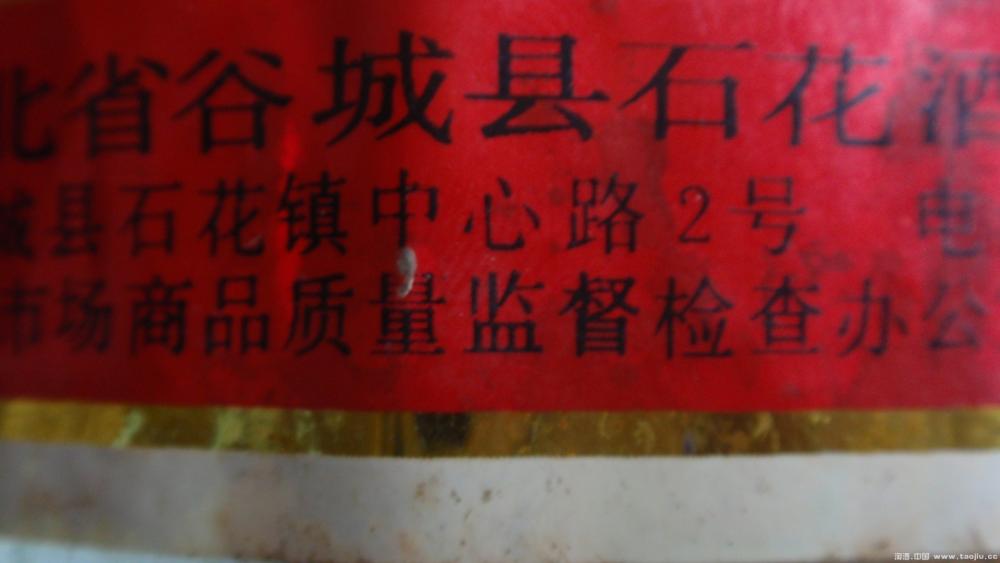 北省谷城县石花酒
城县石花镇中心路2号 电
市场商品质量监督检查办公
淘酒.中国 www.taojiu.cc